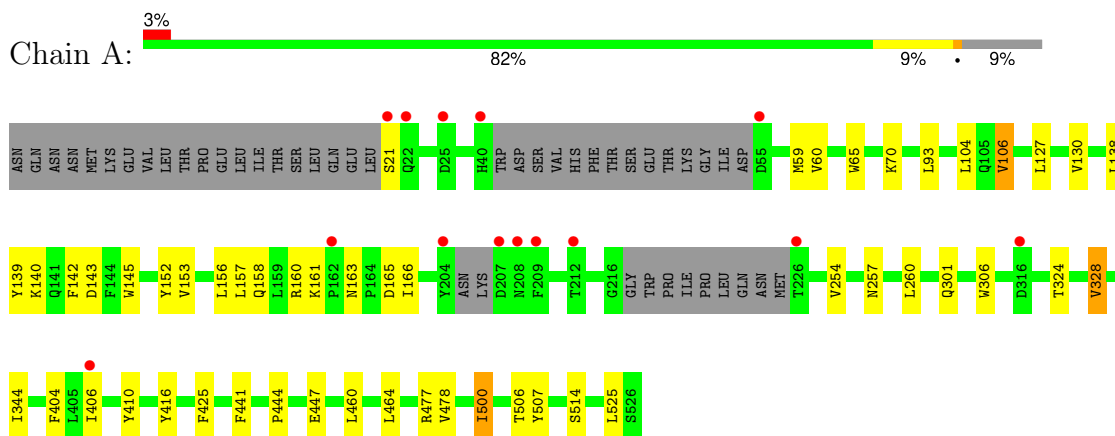 3%
Chain A:
82% 9% • 9%
ASN GLN ASN ASN MET LYS GLU VAL LEU THR PRO GLU LEU ILE THR SER LEU GLN GLU LEU S21 Q22 D25 H40 TRP ASP SER VAL HIS PHE THR SER GLU THR LYS GLY ILE ASP D55 M59 V60 W65 K70 L93 L104 Q105 V106 L127 V130 L138
Y139 K140 Q141 F142 D143 F144 W145 Y152 V153 L156 L157 Q158 L159 R160 K161 P162 N163 P164 D165 I166 Y204 ASN LYS D207 N208 F209 T212 G216 GLY TRP PRO ILE PRO LEU GLN ASN MET T226 V254 N257 L260 Q301 W306 D316 T324 V328
I344 F404 L405 I406 Y410 Y416 F425 F441 P444 E447 L460 L464 R477 V478 I500 T506 Y507 S514 L525 S526